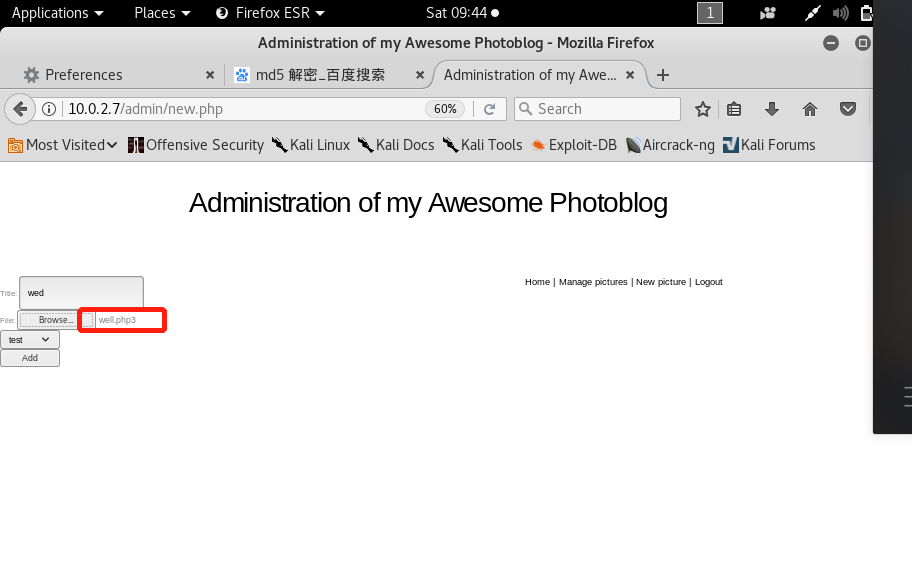 Applications Places Firefox ESR Sat 09:44 1
Administration of my Awesome Photoblog - Mozilla Firefox
Preferences md5 解密_百度搜索 Administration of my Awe...
10.0.2.7/admin/new.php 60% Search
Most Visited Offensive Security Kali Linux Kali Docs Kali Tools Exploit-DB Aircrack-ng Kali Forums
Administration of my Awesome Photoblog
Home | Manage pictures | New picture | Logout
Title: wed
File: Browse... well.php3
test
Add